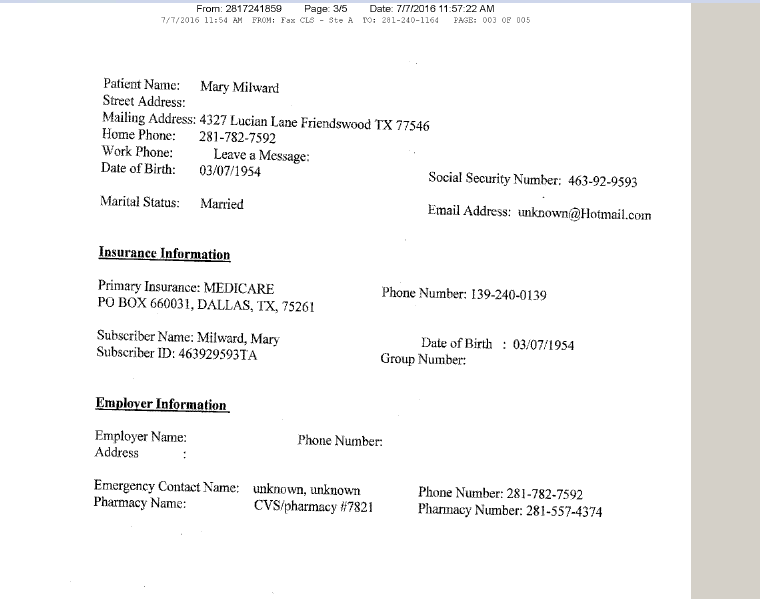 From: 2817241859 Page: 3/5 Date: 7/7/2016 11:57:22 AM
7/7/2016 11:54 AM FROM: Fax CLS - Ste A TO: 281-240-1164 PAGE: 003 OF 005
Patient Name: Mary Milward
Street Address:
Mailing Address: 4327 Lucian Lane Friendswood TX 77546
Home Phone: 281-782-7592
Work Phone: Leave a Message:
Date of Birth: 03/07/1954
Social Security Number: 463-92-9593
Marital Status: Married
Email Address: unknown@Hotmail.com
Insurance Information
Primary Insurance: MEDICARE Phone Number: 139-240-0139
PO BOX 660031, DALLAS, TX, 75261
Subscriber Name: Milward, Mary Date of Birth : 03/07/1954
Subscriber ID: 463929593TA Group Number:
Employer Information
Employer Name: Phone Number:
Address :
Emergency Contact Name: unknown, unknown Phone Number: 281-782-7592
Pharmacy Name: CVS/pharmacy #7821 Pharmacy Number: 281-557-4374